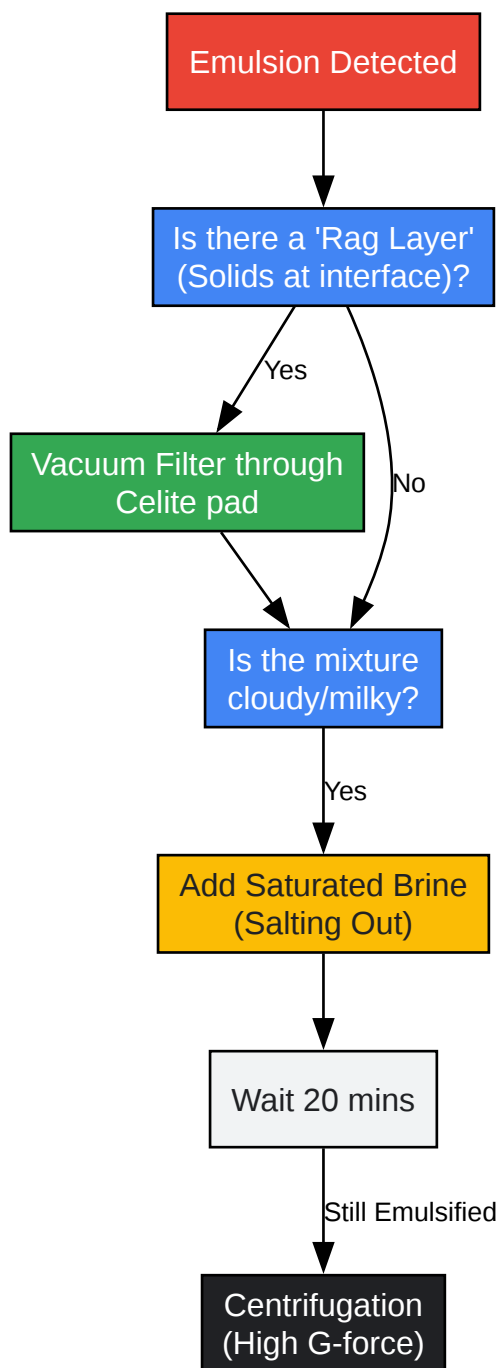 Emulsion Detected
Is there a 'Rag Layer'
(Solids at interface)?
Yes
Vacuum Filter through
Celite pad
No
Is the mixture
cloudy/milky?
Yes
Add Saturated Brine
(Salting Out)
Wait 20 mins
Still Emulsified
Centrifugation
(High G-force)